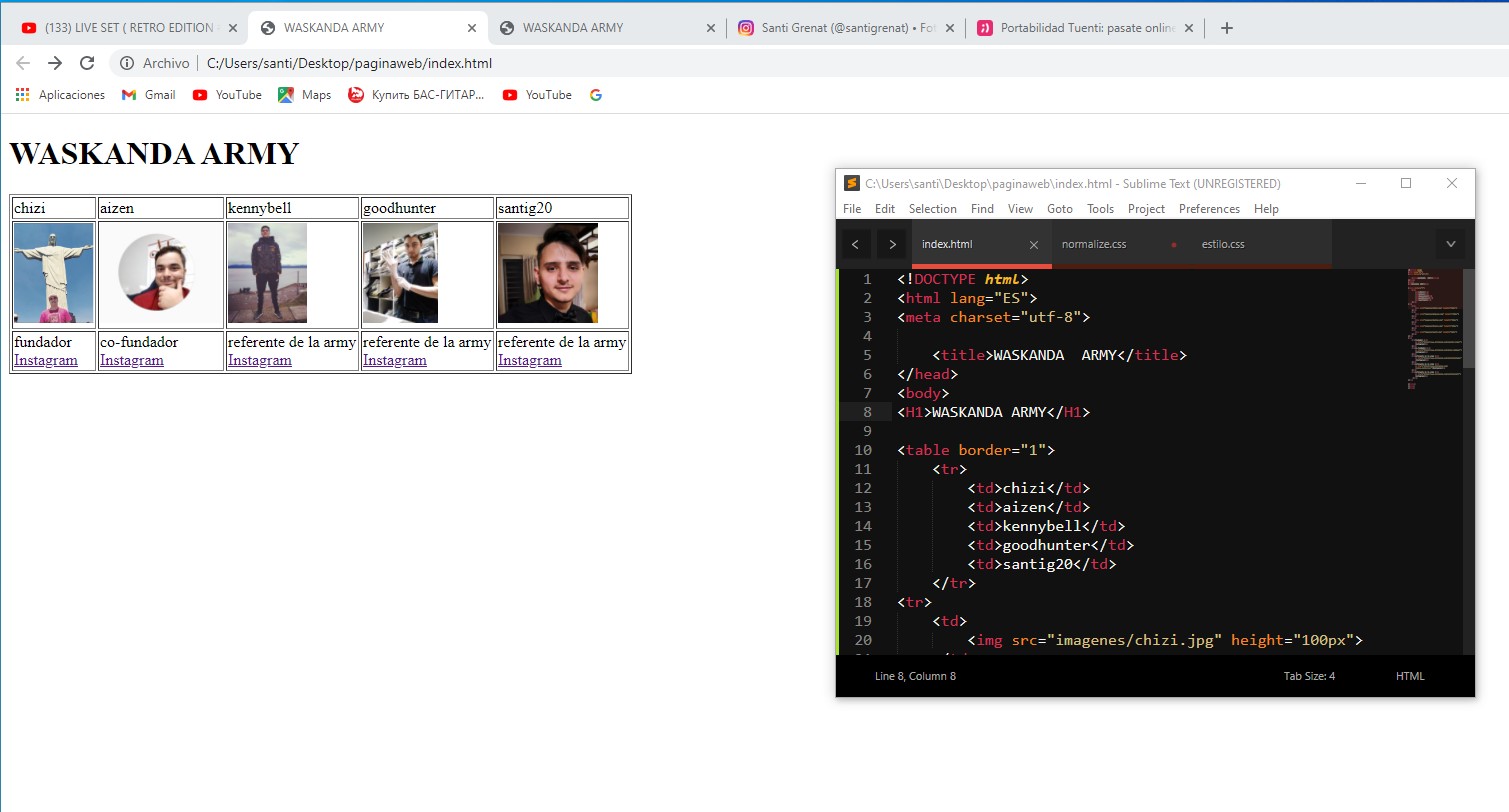 (133) LIVE SET ( RETRO EDITION
WASKANDA ARMY
WASKANDA ARMY
Santi Grenat (@santigrenat) • Fot
Portabilidad Tuenti: pasate online
Archivo C:/Users/santi/Desktop/paginaweb/index.html
Aplicaciones Gmail YouTube Maps Купить БАС-ГИТАР... YouTube
WASKANDA ARMY
chizi aizen kennybell goodhunter santig20
fundador co-fundador referente de la army referente de la army referente de la army
Instagram Instagram Instagram Instagram Instagram
C:\Users\santi\Desktop\paginaweb\index.html - Sublime Text (UNREGISTERED)
File Edit Selection Find View Goto Tools Project Preferences Help
index.html normalize.css estilo.css
1 <!DOCTYPE html>
2 <html lang="ES">
3 <meta charset="utf-8">
4
5 <title>WASKANDA  ARMY</title>
6 </head>
7 <body>
8 <H1>WASKANDA ARMY</H1>
9
10 <table border="1">
11 <tr>
12 <td>chizi</td>
13 <td>aizen</td>
14 <td>kennybell</td>
15 <td>goodhunter</td>
16 <td>santig20</td>
17 </tr>
18 <tr>
19 <td>
20 <img src="imagenes/chizi.jpg" height="100px">
Line 8, Column 8 Tab Size: 4 HTML